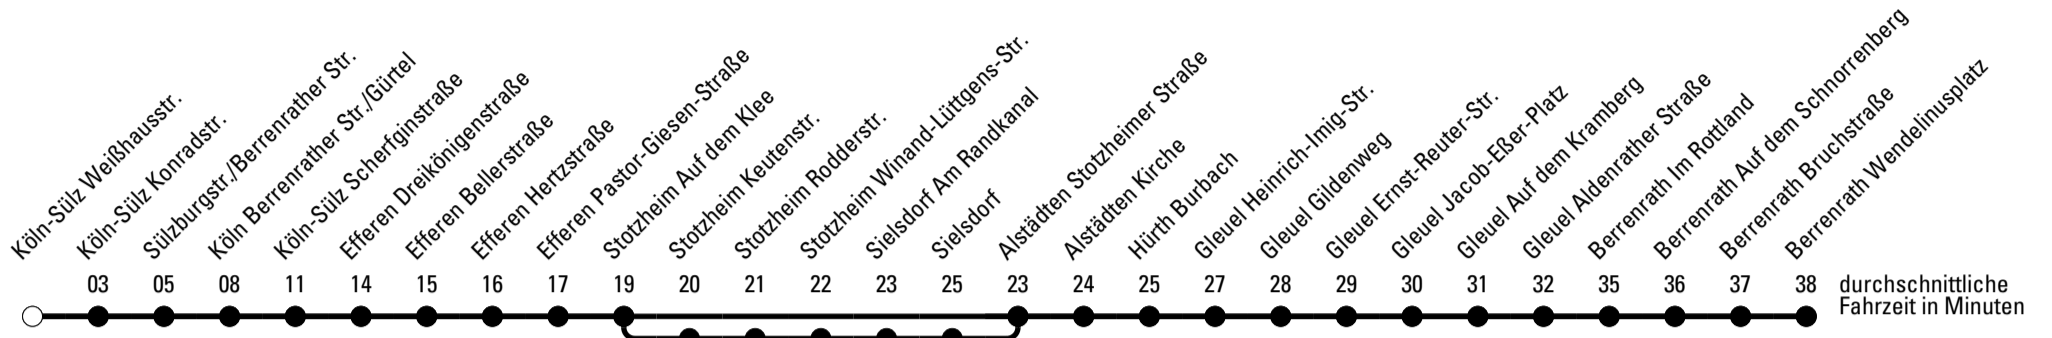 Köln-Sülz Weißhausstr.
Köln-Sülz Konradstr.
Sülzburgstr./Berrenrather Str.
Köln Berrenrather Str./Gürtel
Köln-Sülz Scherfginstraße
Efferen Dreikönigenstraße
Efferen Bellerstraße
Efferen Hertzstraße
Efferen Pastor-Giesen-Straße
Stotzheim Auf dem Klee
Stotzheim Keutenstr.
Stotzheim Rodderstr.
Stotzheim Winand-Lüttgens-Str.
Sielsdorf Am Randkanal
Sielsdorf
Alstädten Stotzheimer Straße
Alstädten Kirche
Hürth Burbach
Gleuel Heinrich-Imig-Str.
Gleuel Gildenweg
Gleuel Ernst-Reuter-Str.
Gleuel Jacob-Eßer-Platz
Gleuel Auf dem Kramberg
Gleuel Aldenrather Straße
Berrenrath Im Rottland
Berrenrath Auf dem Schnorrenberg
Berrenrath Bruchstraße
Berrenrath Wendelinusplatz
03 05 08 11 14 15 16 17 19 20 21 22 23 25 23 24 25 27 28 29 30 31 32 35 36 37 38
durchschnittliche
Fahrzeit in Minuten